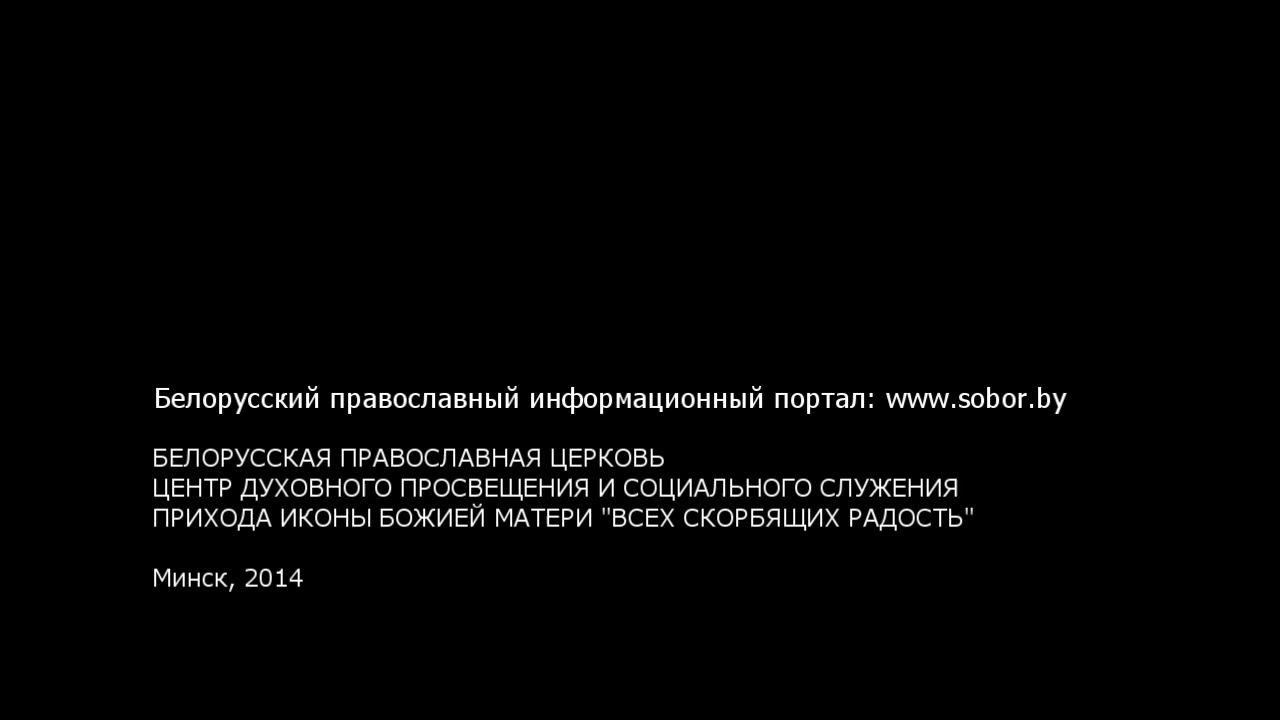 Белорусский православный информационный портал: www.sobor.by
БЕЛОРУССКАЯ ПРАВОСЛАВНАЯ ЦЕРКОВЬ
ЦЕНТР ДУХОВНОГО ПРОСВЕЩЕНИЯ И СОЦИАЛЬНОГО СЛУЖЕНИЯ
ПРИХОДА ИКОНЫ БОЖИЕЙ МАТЕРИ "ВСЕХ СКОРБЯЩИХ РАДОСТЬ"
Минск, 2014